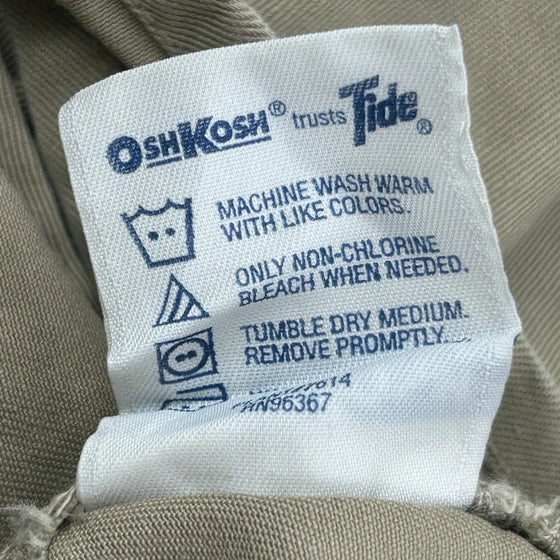 OSHKOSH® trusts Tide®
MACHINE WASH WARM
WITH LIKE COLORS.
ONLY NON-CHLORINE
BLEACH WHEN NEEDED.
TUMBLE DRY MEDIUM.
REMOVE PROMPTLY.
RN96367